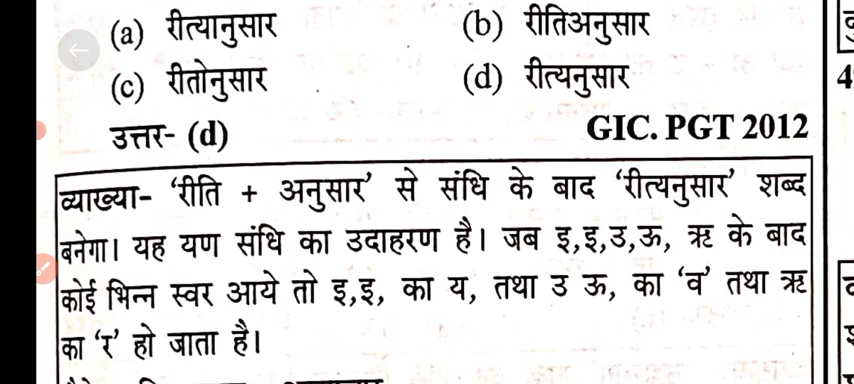 (a) रीत्यानुसार (b) रीतिअनुसार
(c) रीतोनुसार (d) रीत्यनुसार
उत्तर- (d) GIC. PGT 2012
व्याख्या- ‘रीति + अनुसार’ से संधि के बाद ‘रीत्यनुसार’ शब्द
बनेगा। यह यण संधि का उदाहरण है। जब इ,इ,उ,ऊ, ऋ के बाद
कोई भिन्न स्वर आये तो इ,इ, का य, तथा उ ऊ, का ‘व’ तथा ऋ
का ‘र’ हो जाता है।
4